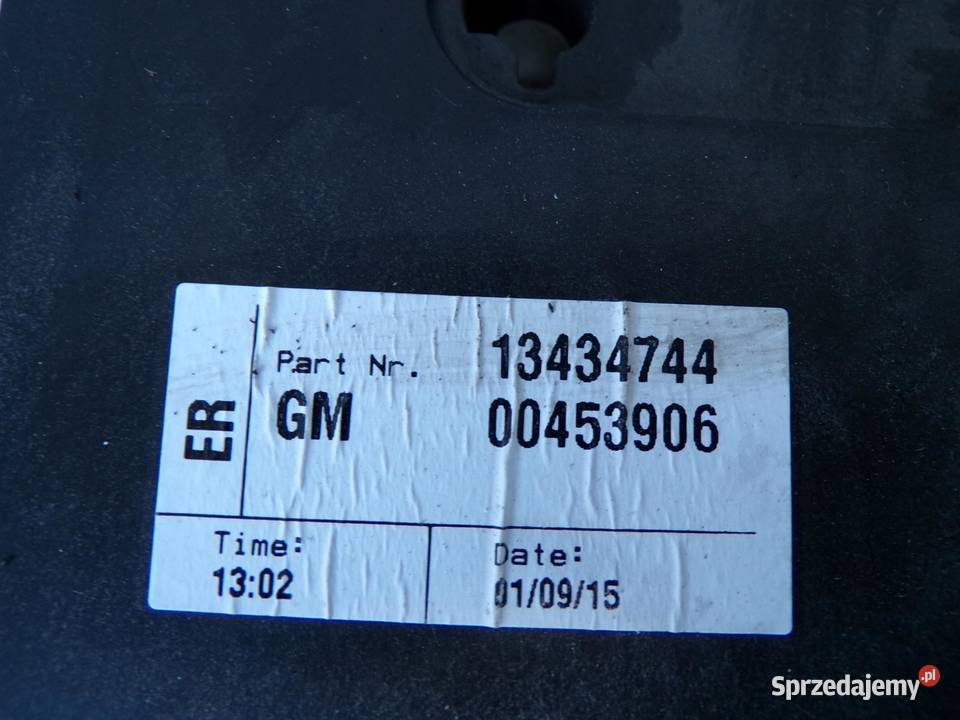 Part Nr. 13434744
GM 00453906
ER
Time: Date:
13:02 01/09/15
Sprzedajemy.pl